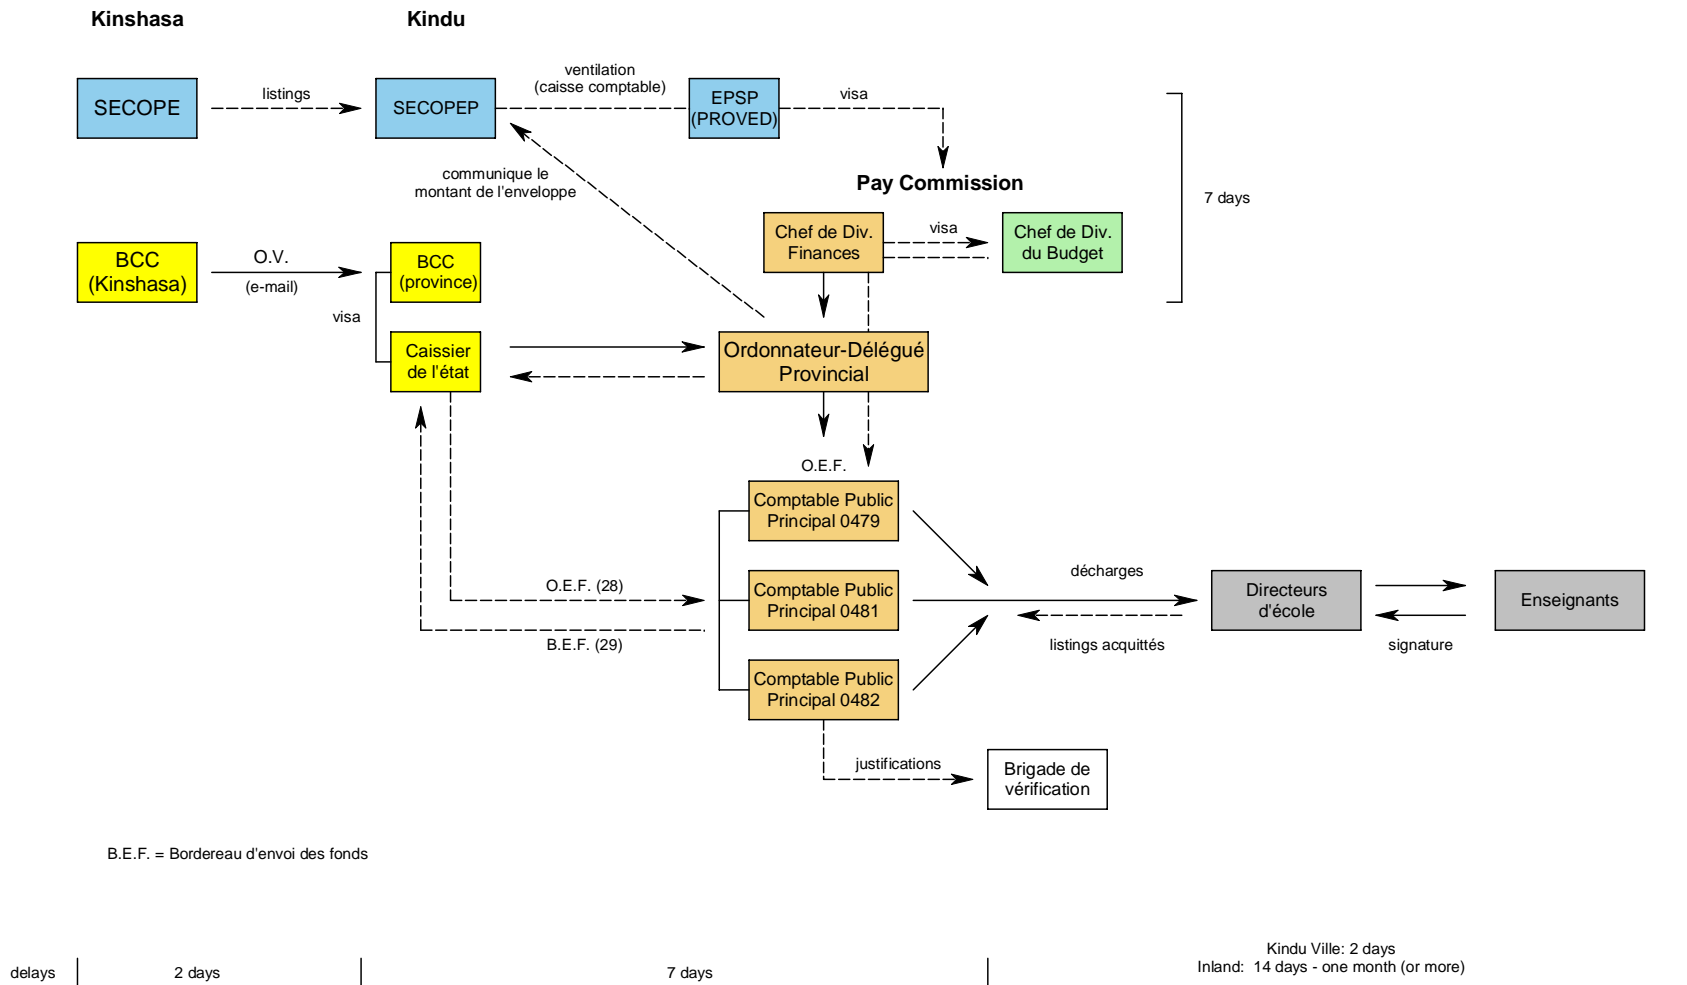 Kinshasa
Kindu
SECOPE
listings
SECOPEP
ventilation
(caisse comptable)
EPSP
(PROVED)
visa
communique le
montant de l'enveloppe
Pay Commission
7 days
Chef de Div.
Finances
visa
Chef de Div.
du Budget
BCC
(Kinshasa)
O.V.
(e-mail)
BCC
(province)
visa
Caissier
de l'état
Ordonnateur-Délégué
Provincial
O.E.F.
Comptable Public
Principal 0479
O.E.F. (28)
B.E.F. (29)
Comptable Public
Principal 0481
décharges
listings acquittés
Directeurs
d'école
signature
Enseignants
Comptable Public
Principal 0482
justifications
Brigade de
vérification
B.E.F. = Bordereau d'envoi des fonds
delays
2 days
7 days
Kindu Ville: 2 days
Inland: 14 days - one month (or more)